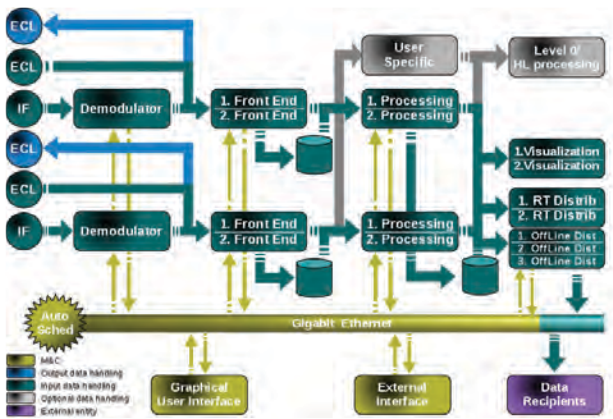 ECL
ECL
IF
ECL
ECL
IF
Demodulator
Demodulator
1. Front End
2. Front End
1. Front End
2. Front End
User
Specific
1. Processing
2. Processing
1. Processing
2. Processing
Level 0/
HL processing
1.Visualization
2.Visualization
1. RT Distrib
2. RT Distrib
1. OffLine Dist
2. OffLine Dist
3. OffLine Dist
Auto
Sched
Gigabit Ethernet
M&C
Output data handling
Input data handling
Optional data handling
External entity
Graphical
User Interface
External
Interface
Data
Recipients